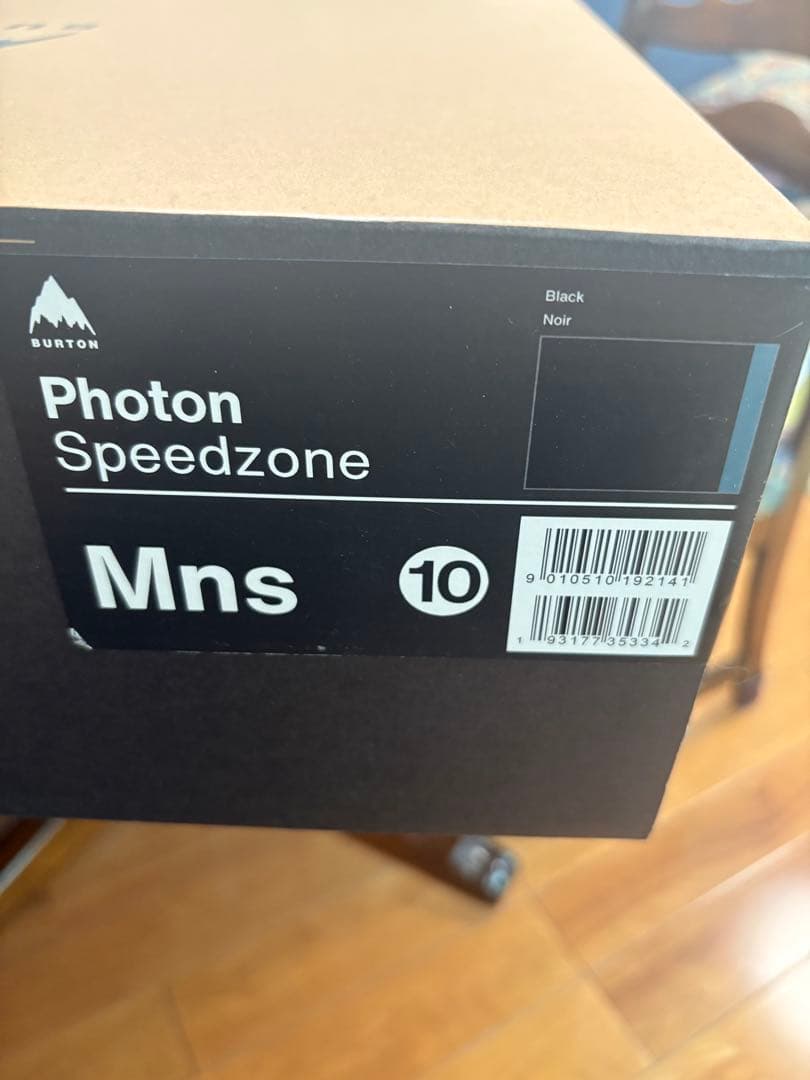 BURTON
Photon
Speedzone
Black
Noir
Mns
10
9 010510 192141
1 93177 35334 2